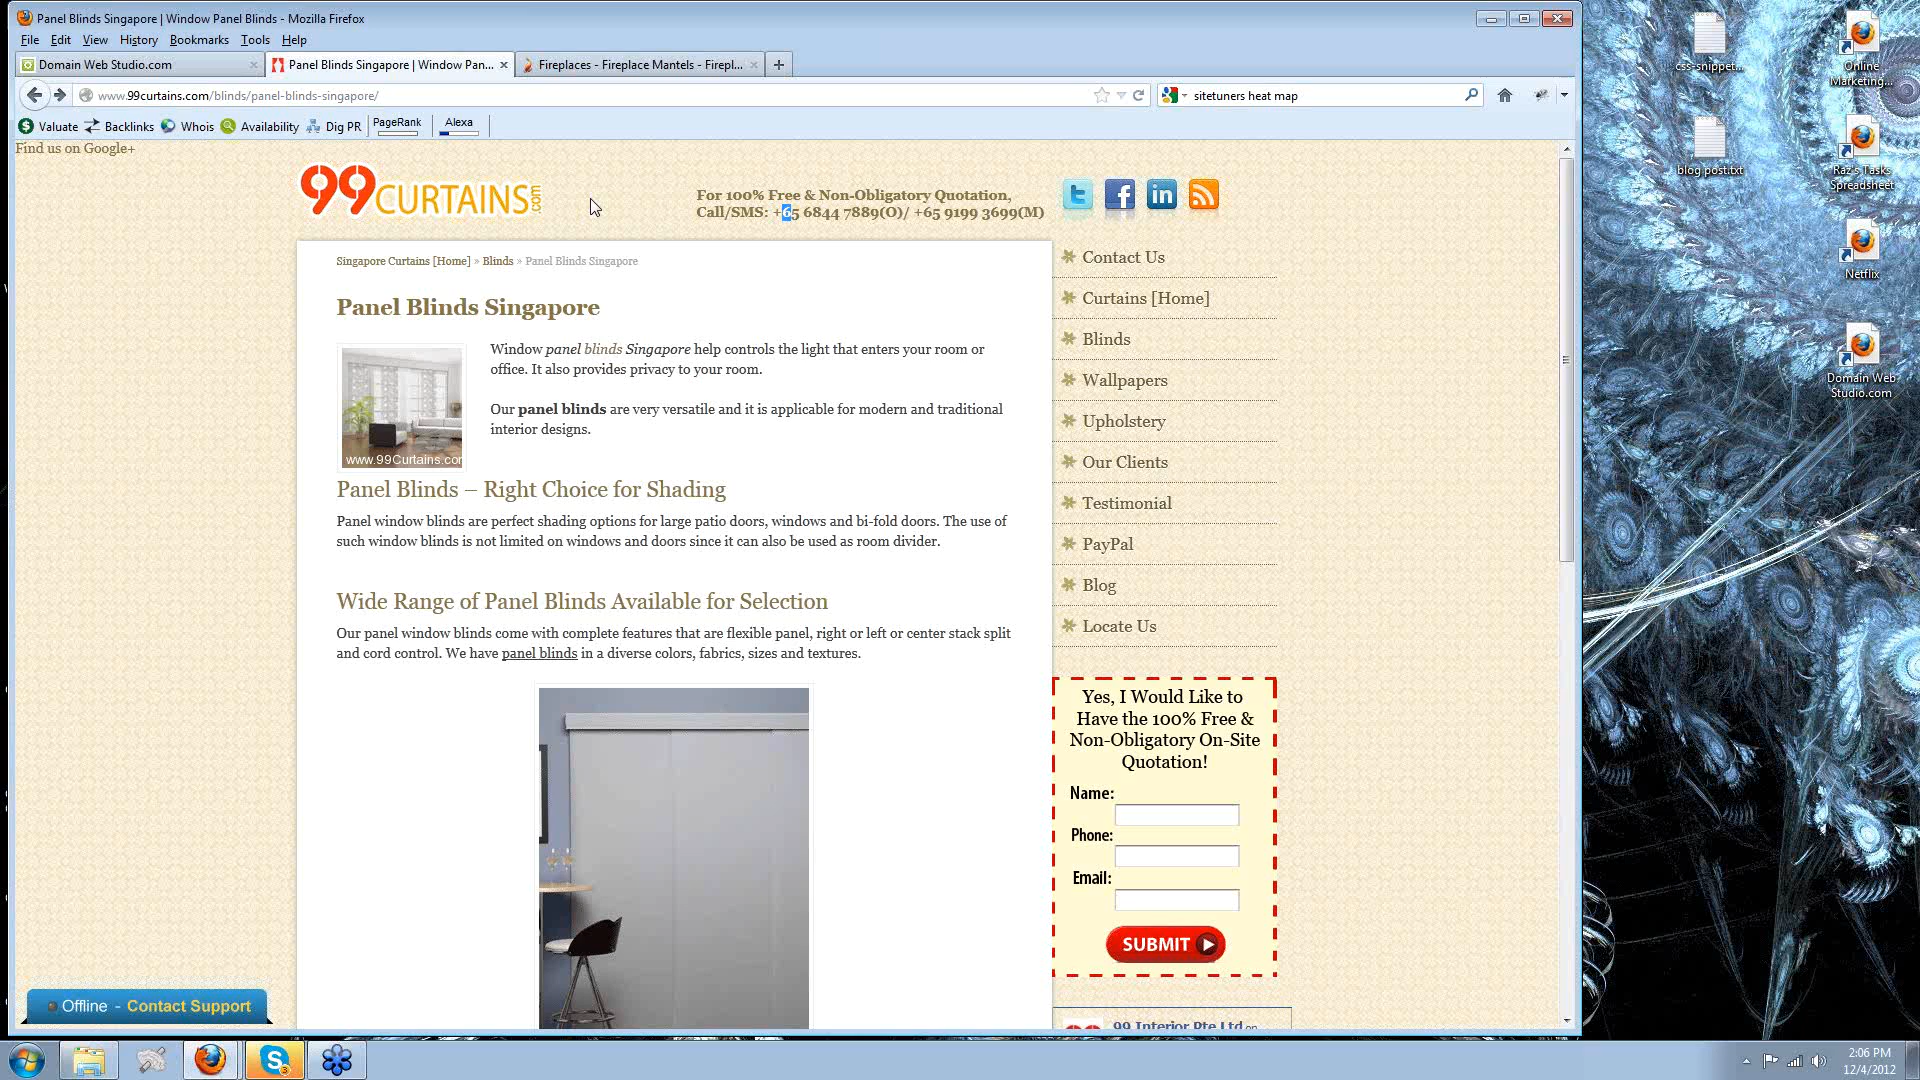 Panel Blinds Singapore | Window Panel Blinds - Mozilla Firefox
File Edit View History Bookmarks Tools Help
Domain Web Studio.com
Panel Blinds Singapore | Window Pan...
Fireplaces - Fireplace Mantels - Firepl...
www.99curtains.com/blinds/panel-blinds-singapore/
sitetuners heat map
Valuate Backlinks Whois Availability Dig PR PageRank Alexa
Find us on Google+
99CURTAINS.com
For 100% Free & Non-Obligatory Quotation,
Call/SMS: +65 6844 7889(O)/ +65 9199 3699(M)
Singapore Curtains [Home] » Blinds » Panel Blinds Singapore
Panel Blinds Singapore
Window panel blinds Singapore help controls the light that enters your room or
office. It also provides privacy to your room.
Our panel blinds are very versatile and it is applicable for modern and traditional
interior designs.
www.99Curtains.com
Panel Blinds – Right Choice for Shading
Panel window blinds are perfect shading options for large patio doors, windows and bi-fold doors. The use of
such window blinds is not limited on windows and doors since it can also be used as room divider.
Wide Range of Panel Blinds Available for Selection
Our panel window blinds come with complete features that are flexible panel, right or left or center stack split
and cord control. We have panel blinds in a diverse colors, fabrics, sizes and textures.
Contact Us
Curtains [Home]
Blinds
Wallpapers
Upholstery
Our Clients
Testimonial
PayPal
Blog
Locate Us
Yes, I Would Like to
Have the 100% Free &
Non-Obligatory On-Site
Quotation!
Name:
Phone:
Email:
SUBMIT
99 Interior Pte Ltd on
Offline - Contact Support
css-snippet...
Online
Marketing...
blog post.txt
Raz's Tasks
Spreadsheet
Netflix
Domain Web
Studio.com
2:06 PM
12/4/2012